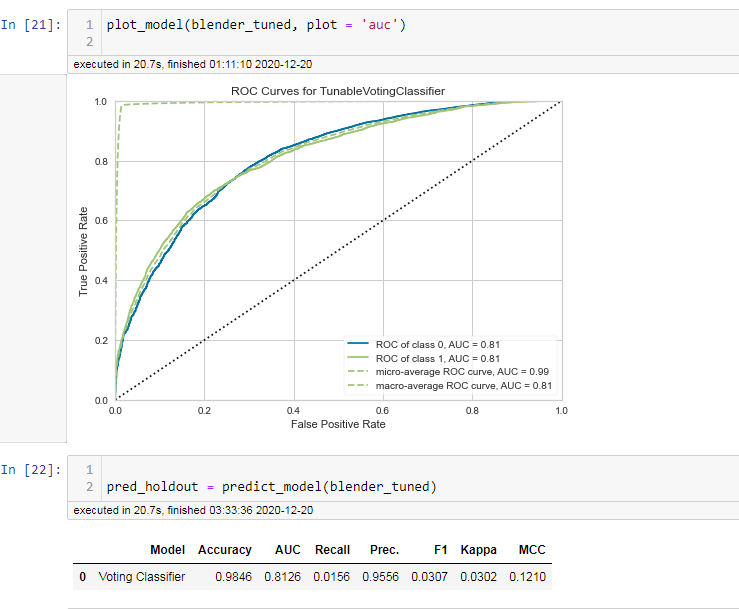 In [21]:
1 plot_model(blender_tuned, plot = 'auc')
2
executed in 20.7s, finished 01:11:10 2020-12-20
ROC Curves for TunableVotingClassifier
1.0
0.8
0.6
0.4
0.2
0.0
True Positive Rate
ROC of class 0, AUC = 0.81
ROC of class 1, AUC = 0.81
micro-average ROC curve, AUC = 0.99
macro-average ROC curve, AUC = 0.81
0.0 0.2 0.4 0.6 0.8 1.0
False Positive Rate
In [22]:
1
2 pred_holdout = predict_model(blender_tuned)
executed in 20.7s, finished 03:33:36 2020-12-20
Model Accuracy AUC Recall Prec. F1 Kappa MCC
0 Voting Classifier 0.9846 0.8126 0.0156 0.9556 0.0307 0.0302 0.1210